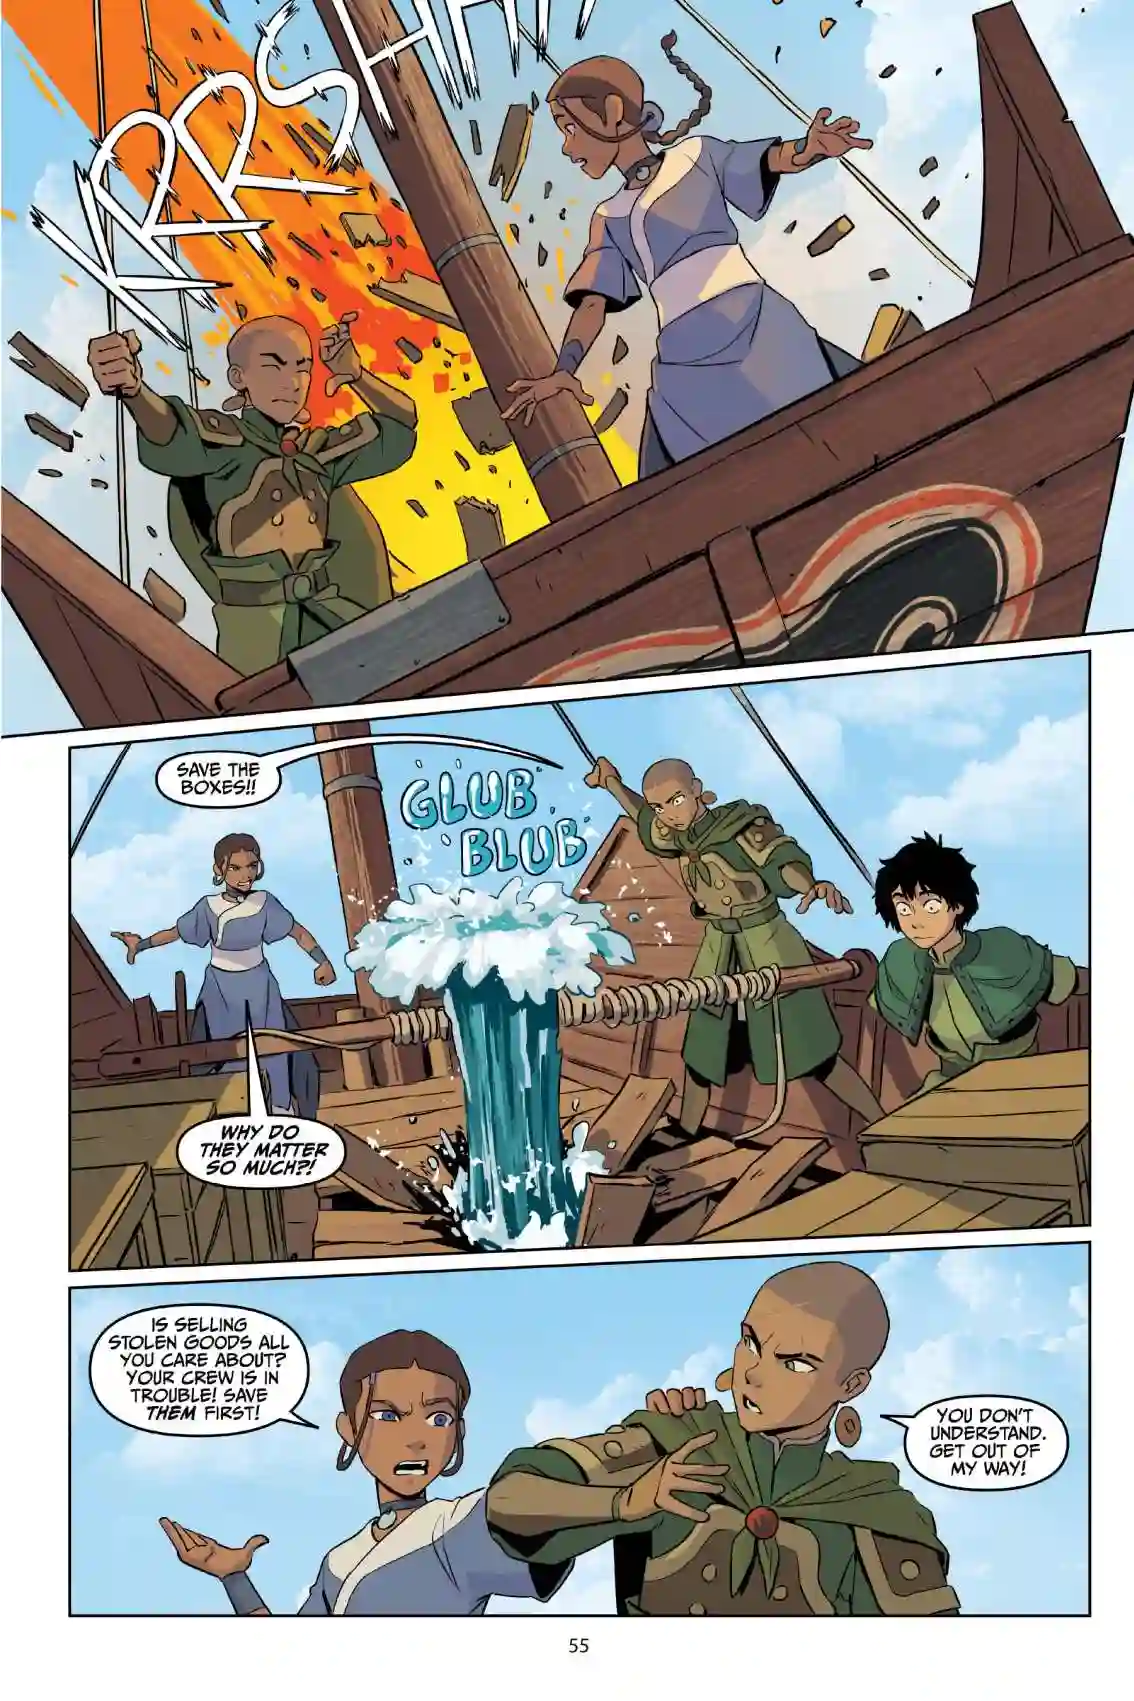 KRRSHH
SAVE THE
BOXES!!
GLUB
BLUB
WHY DO
THEY MATTER
SO MUCH?!
IS SELLING
STOLEN GOODS ALL
YOU CARE ABOUT?
YOUR CREW IS IN
TROUBLE! SAVE
THEM FIRST!
YOU DON'T
UNDERSTAND.
GET OUT OF
MY WAY!
55